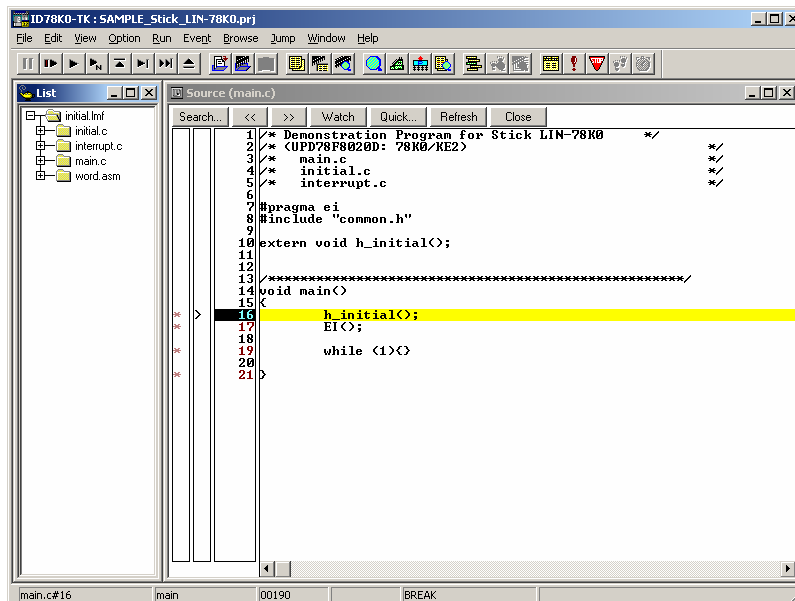 ID78K0-TK : SAMPLE_Stick_LIN-78K0.prj
File Edit View Option Run Event Browse Jump Window Help
List
initial.lmf
initial.c
interrupt.c
main.c
word.asm
Source (main.c)
Search... << >> Watch Quick... Refresh Close
1 /* Demonstration Program for Stick LIN-78K0 */
2 /* (UPD78F8020D: 78K0/KE2) */
3 /* main.c */
4 /* initial.c */
5 /* interrupt.c */
6
7 #pragma ei
8 #include "common.h"
9
10 extern void h_initial();
11
12
13 /****************************************************/
14 void main()
15 {
* > 16 h_initial();
* 17 EI();
18
* 19 while (1){}
20
* 21 }
main.c#16 main 00190 BREAK